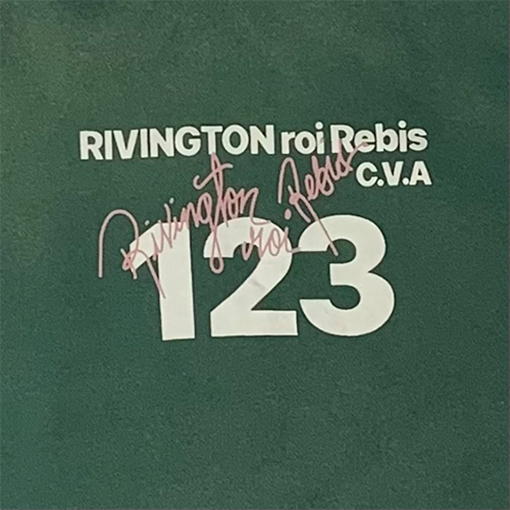 RIVINGTON roi Rebis
C.V.A
Rivington
roi Rebis
123